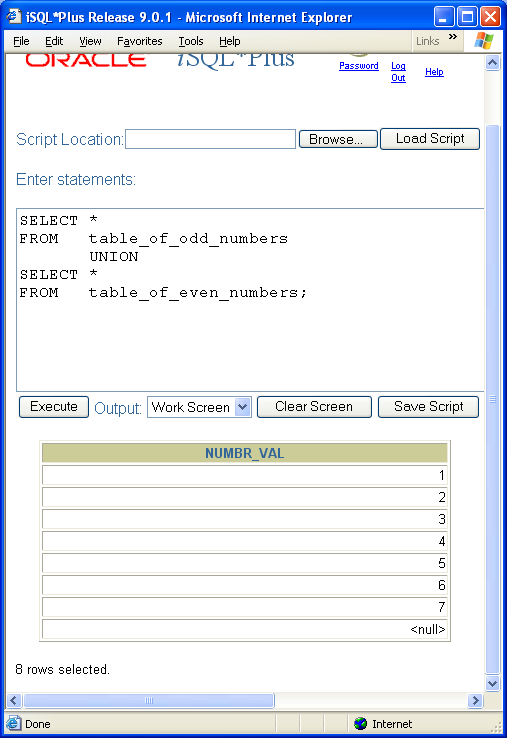 iSQL*Plus Release 9.0.1 - Microsoft Internet Explorer
File Edit View Favorites Tools Help Links »
ORACLE iSQL*Plus
Password Log Out Help
Script Location: Browse... Load Script
Enter statements:
SELECT *
FROM table_of_odd_numbers
UNION
SELECT *
FROM table_of_even_numbers;
Execute Output: Work Screen Clear Screen Save Script
NUMBR_VAL
1
2
3
4
5
6
7
<null>
8 rows selected.
Done Internet